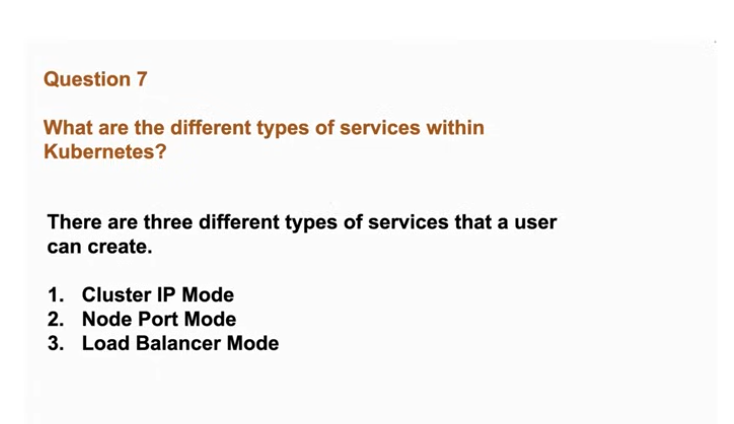 Question 7
What are the different types of services within
Kubernetes?
There are three different types of services that a user
can create.
1. Cluster IP Mode
2. Node Port Mode
3. Load Balancer Mode